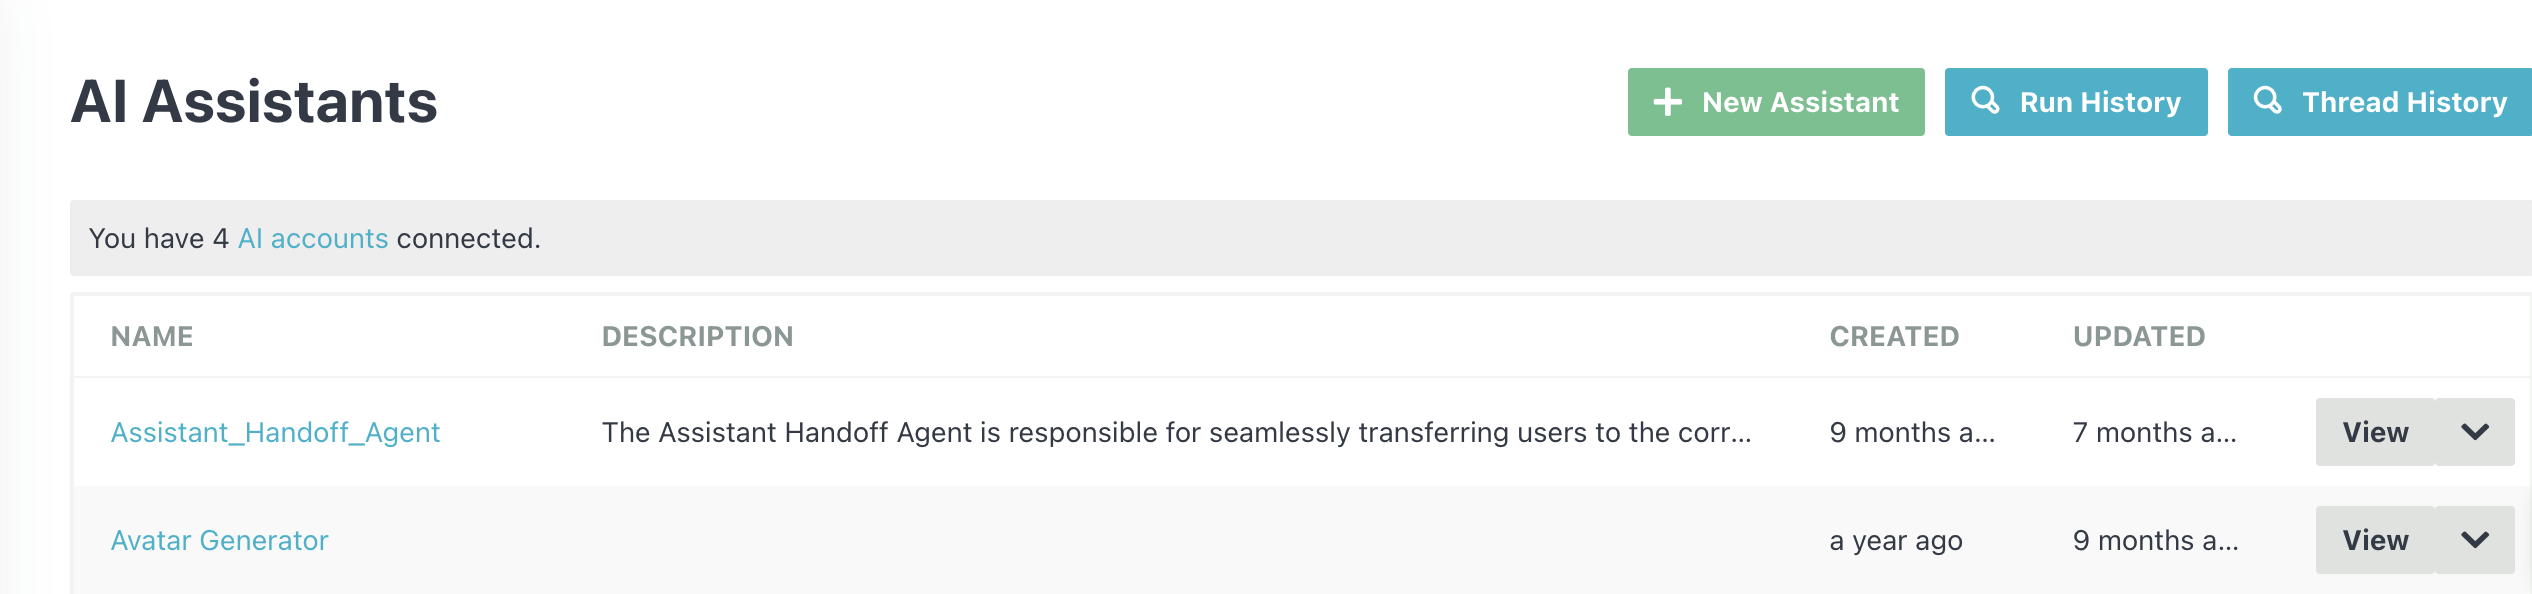 AI Assistants
New Assistant
Run History
Thread History
You have 4 AI accounts connected.
NAME DESCRIPTION CREATED UPDATED
Assistant_Handoff_Agent The Assistant Handoff Agent is responsible for seamlessly transferring users to the corr... 9 months a... 7 months a... View
Avatar Generator a year ago 9 months a... View